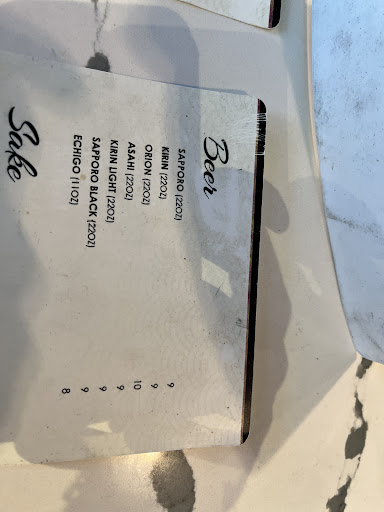 Beer
SAPPORO (22OZ) 9
KIRIN (22OZ) 9
ORION (22OZ) 10
ASAHI (22OZ) 9
KIRIN LIGHT (22OZ) 9
SAPPORO BLACK (22OZ) 9
ECHIGO (11OZ) 8
Sake